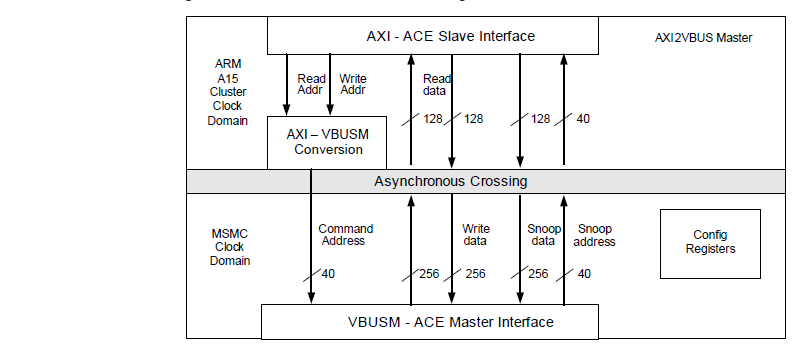 AXI - ACE Slave Interface
AXI2VBUS Master
ARM
A15
Cluster
Clock
Domain
Read
Addr
Write
Addr
Read
data
128
128
128
40
AXI – VBUSM
Conversion
Asynchronous Crossing
MSMC
Clock
Domain
Command
Address
Write
data
Snoop
data
Snoop
address
Config
Registers
40
256
256
256
40
VBUSM - ACE Master Interface